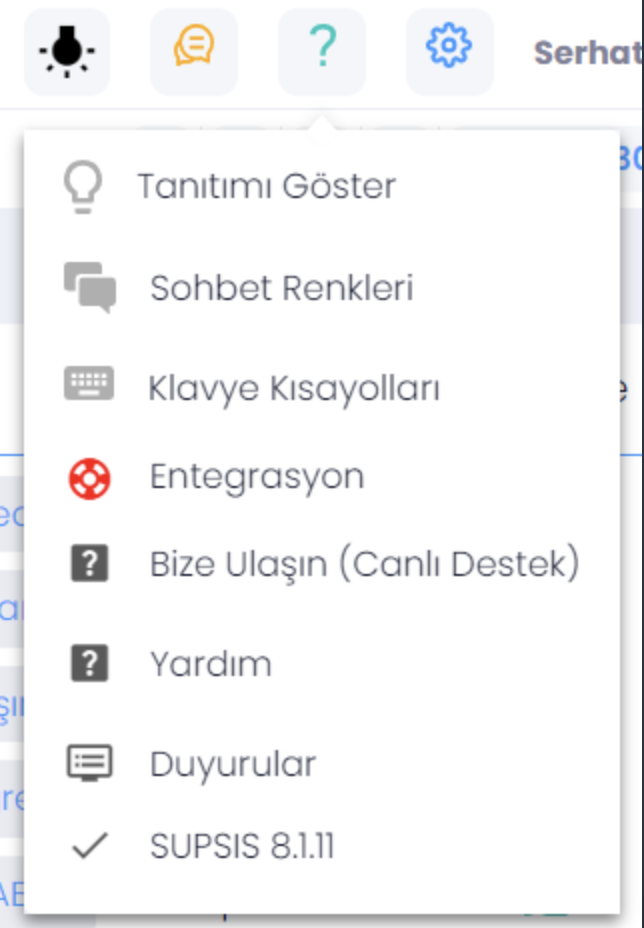 Serhat
Tanıtımı Göster
Sohbet Renkleri
Klavye Kısayolları
Entegrasyon
Bize Ulaşın (Canlı Destek)
Yardım
Duyurular
SUPSIS 8.1.11